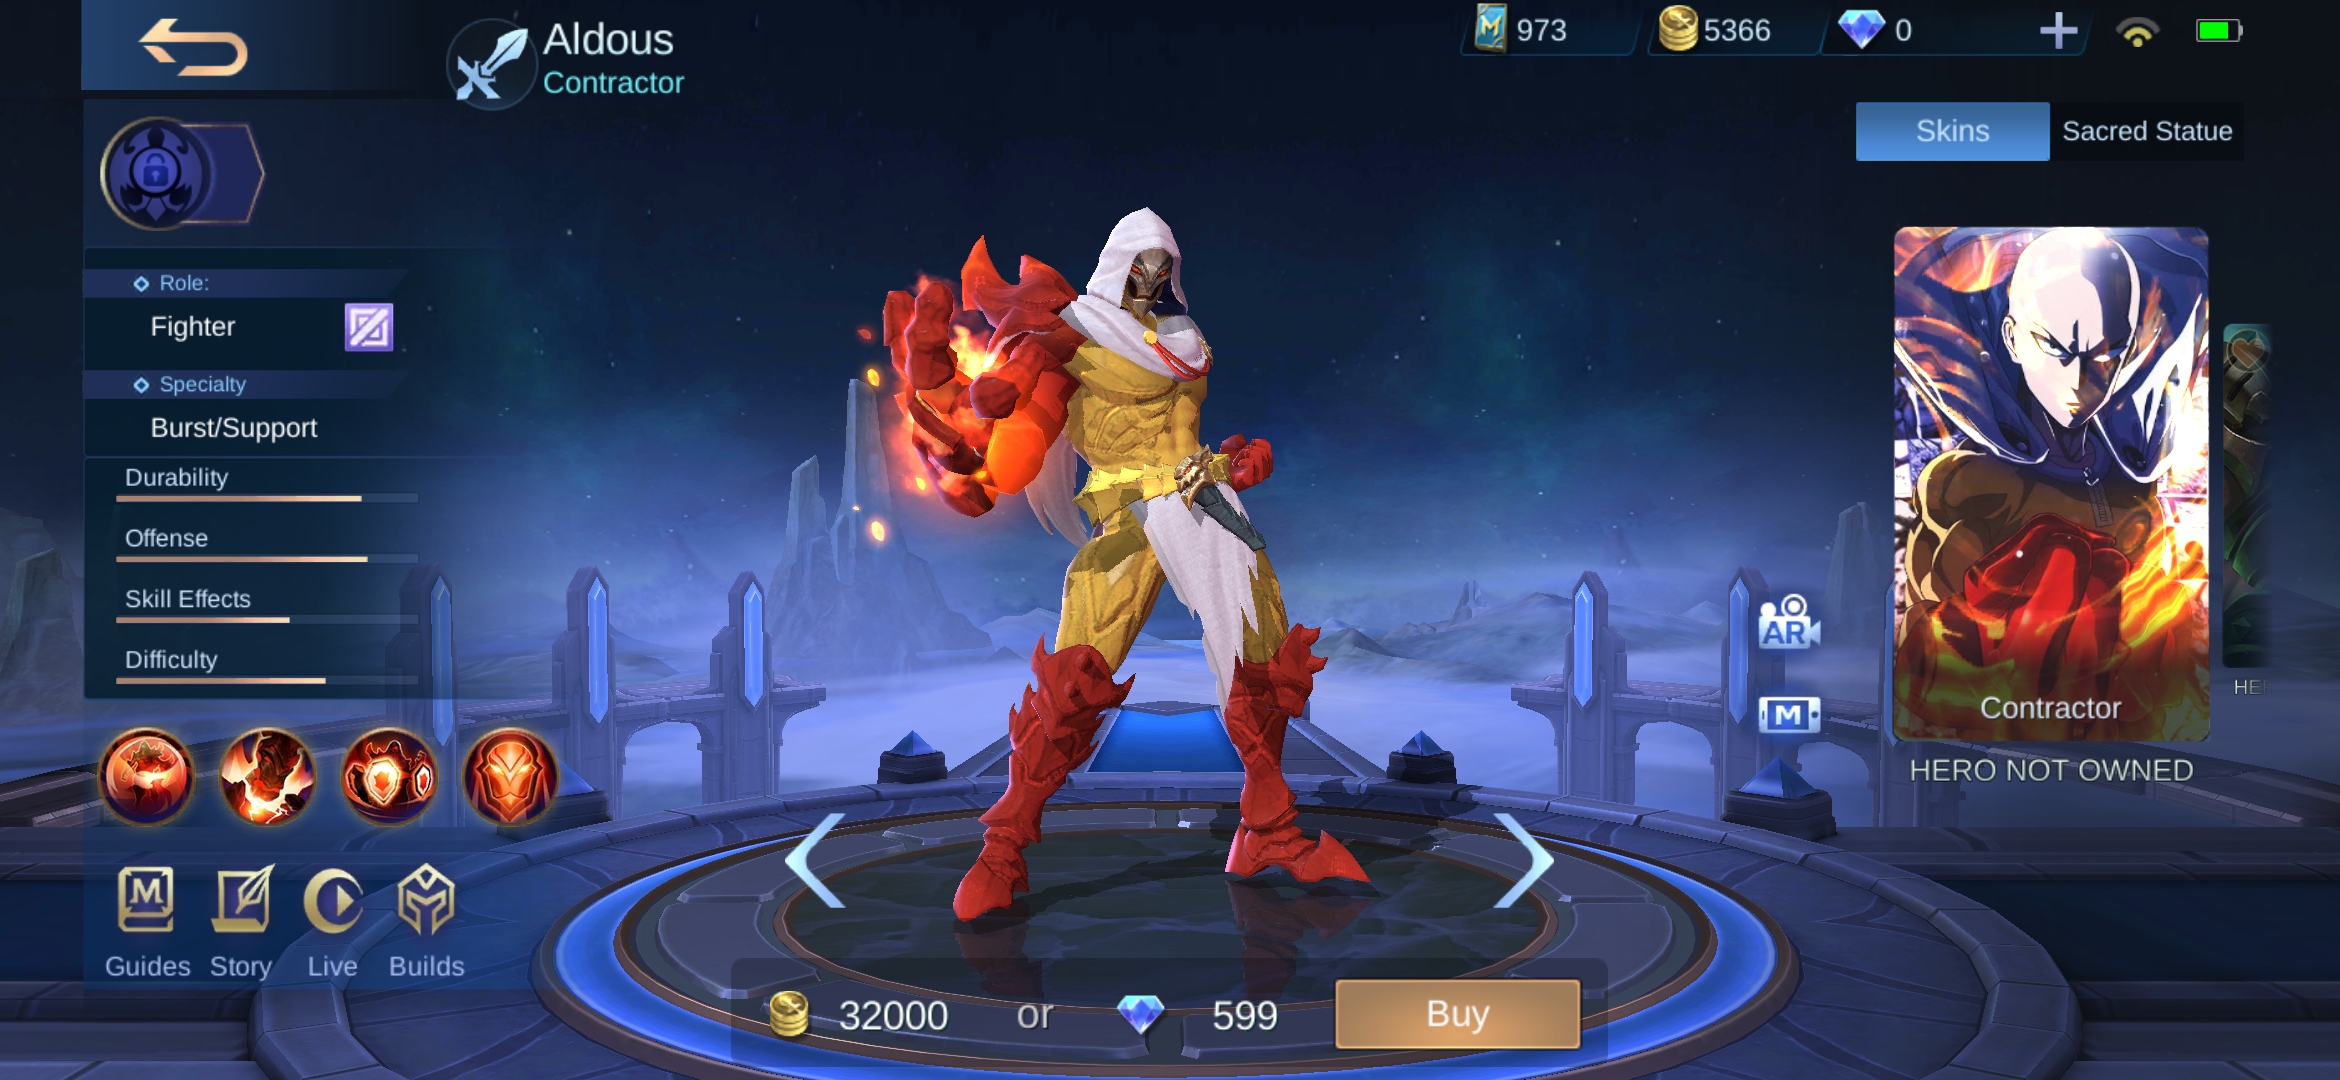 Aldous
Contractor
973
5366
0
Skins
Sacred Statue
Role:
Fighter
Specialty
Burst/Support
Durability
Offense
Skill Effects
Difficulty
AR
M
Contractor
HERO NOT OWNED
HE
M
Guides
Story
Live
Builds
32000 or 599
Buy